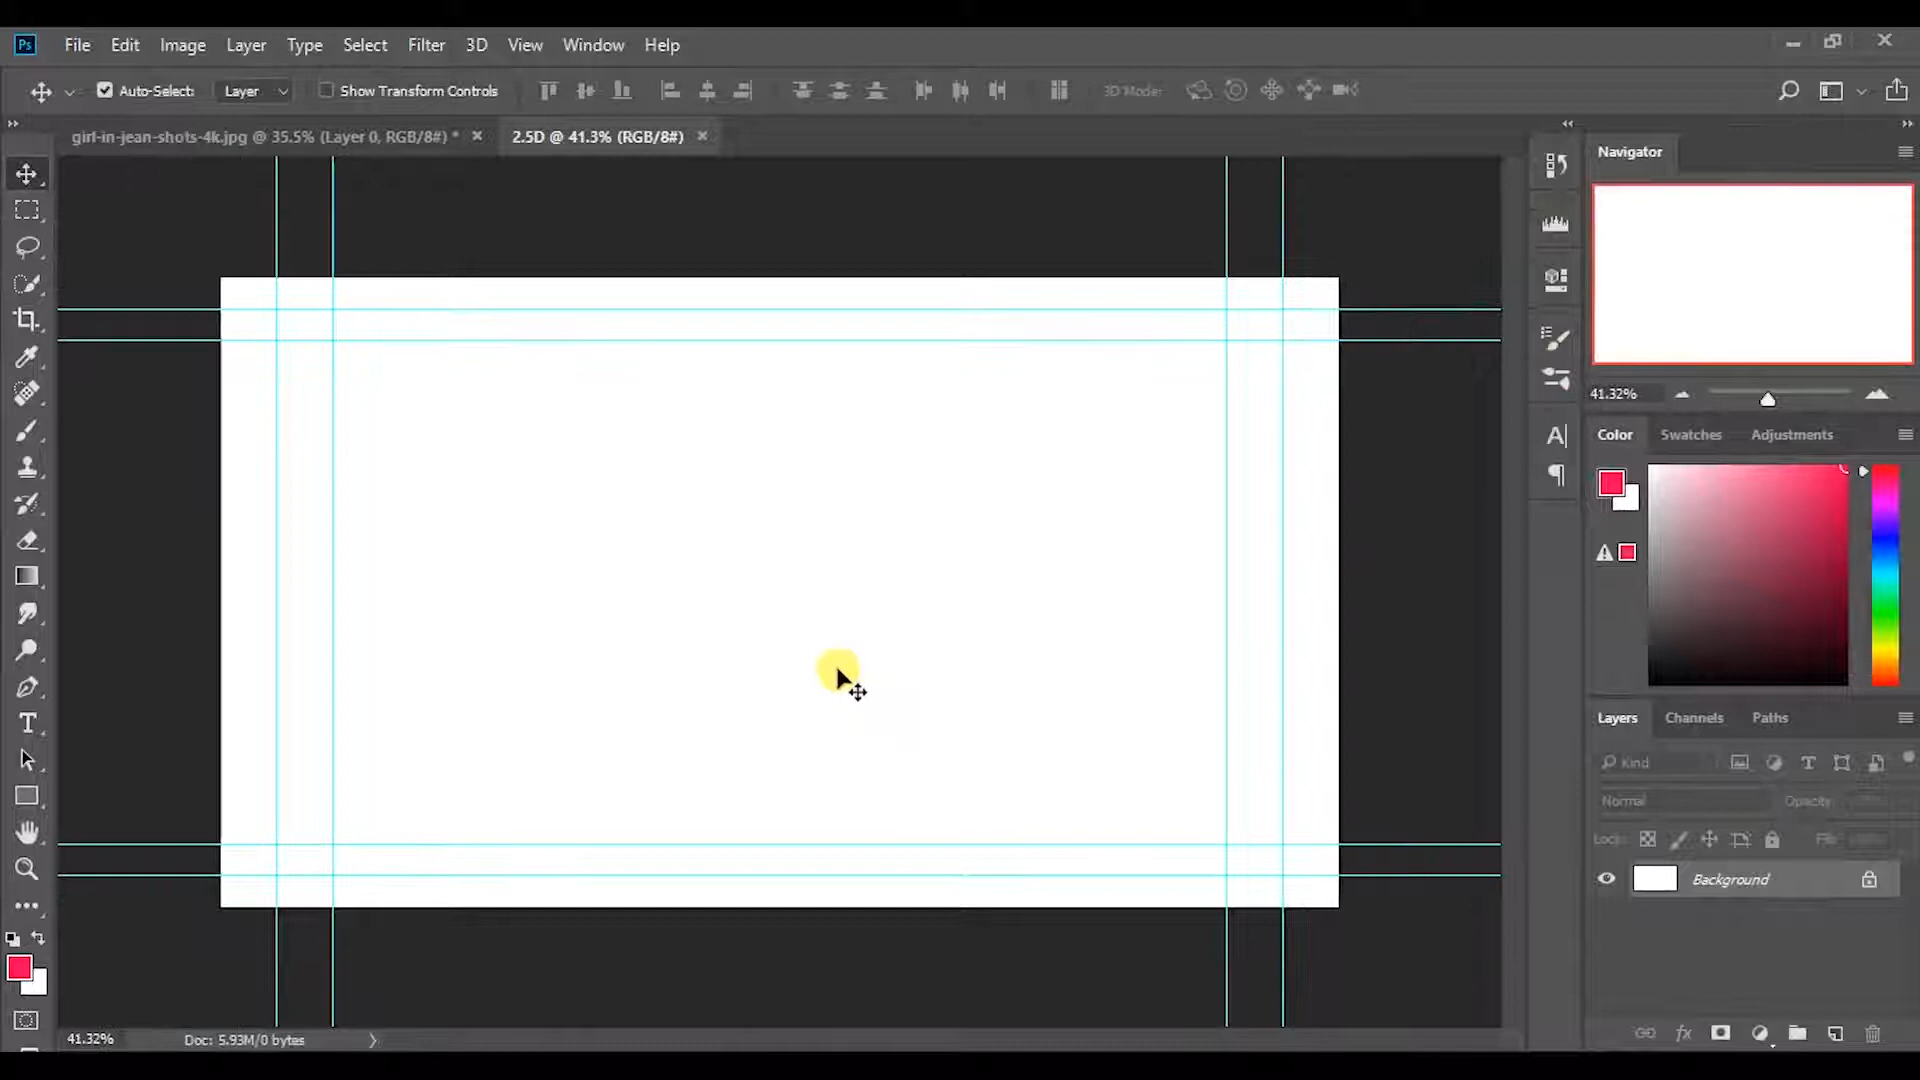 Ps File Edit Image Layer Type Select Filter 3D View Window Help
Auto-Select: Layer Show Transform Controls 3D Mode:
girl-in-jean-shots-4k.jpg @ 35.5% (Layer 0, RGB/8#) * 2.5D @ 41.3% (RGB/8#)
Navigator
41.32%
Color Swatches Adjustments
Layers Channels Paths
Kind
Normal Opacity:
Lock: Fill:
Background
41.32% Doc: 5.93M/0 bytes